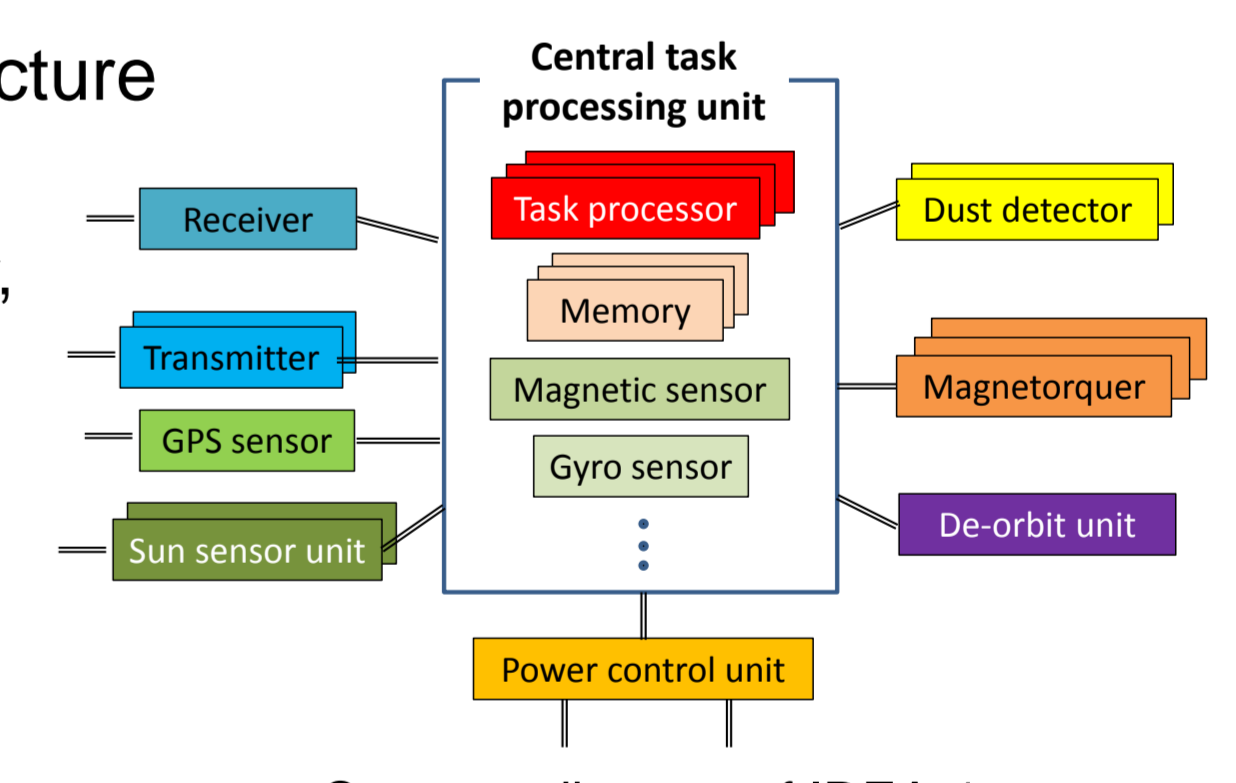 cture
,
Central task
processing unit
Receiver
Transmitter
GPS sensor
Sun sensor unit
Task processor
Memory
Magnetic sensor
Gyro sensor
Dust detector
Magnetorquer
De-orbit unit
Power control unit